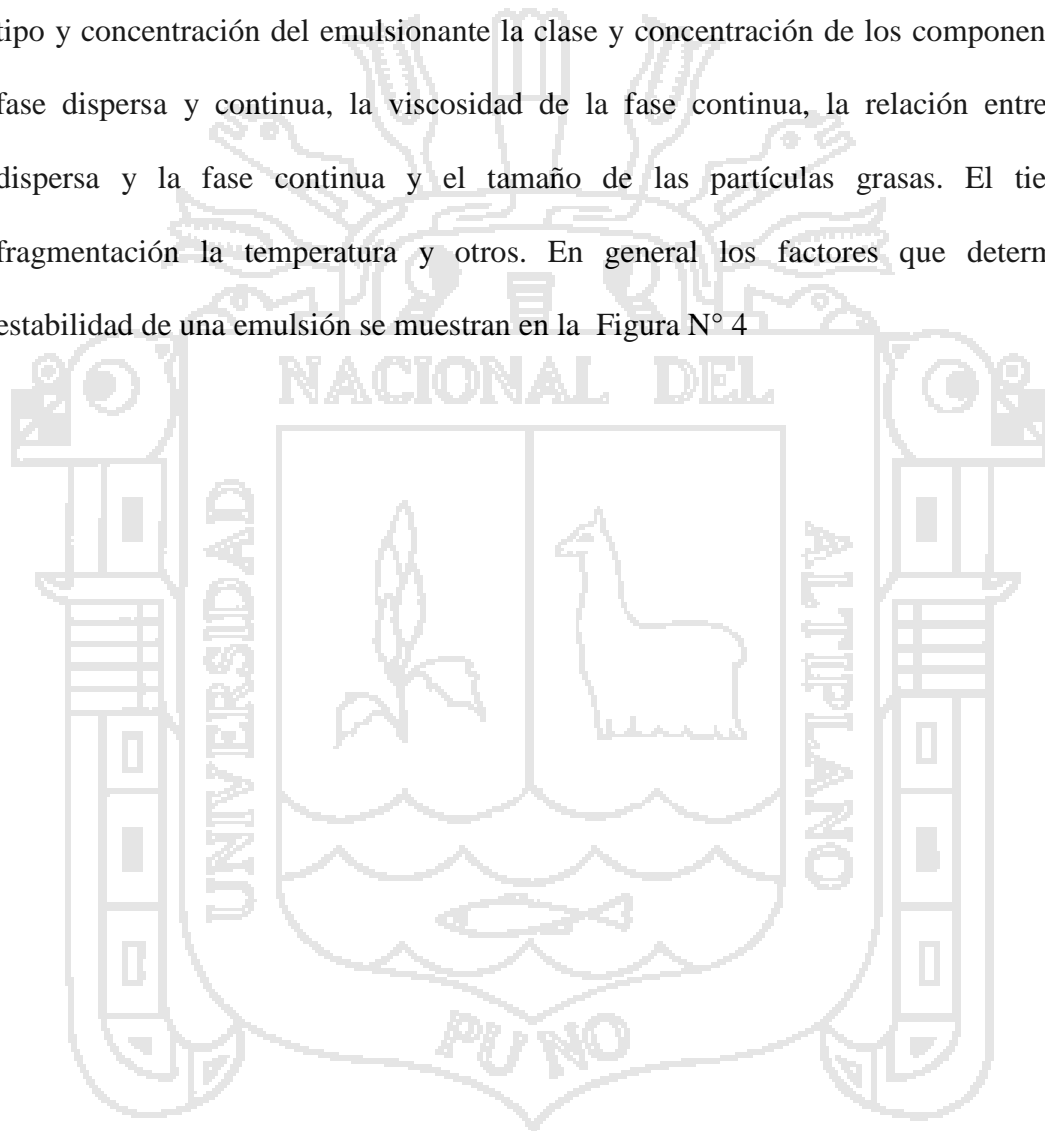 tipo y concentración del emulsionante la clase y concentración de los componen
fase dispersa y continua, la viscosidad de la fase continua, la relación entre
dispersa y la fase continua y el tamaño de las partículas grasas. El tie
fragmentación la temperatura y otros. En general los factores que determ
estabilidad de una emulsión se muestran en la Figura N° 4
NACIONAL DEL
UNIVERSIDAD
ALTIPLANO
PUNO